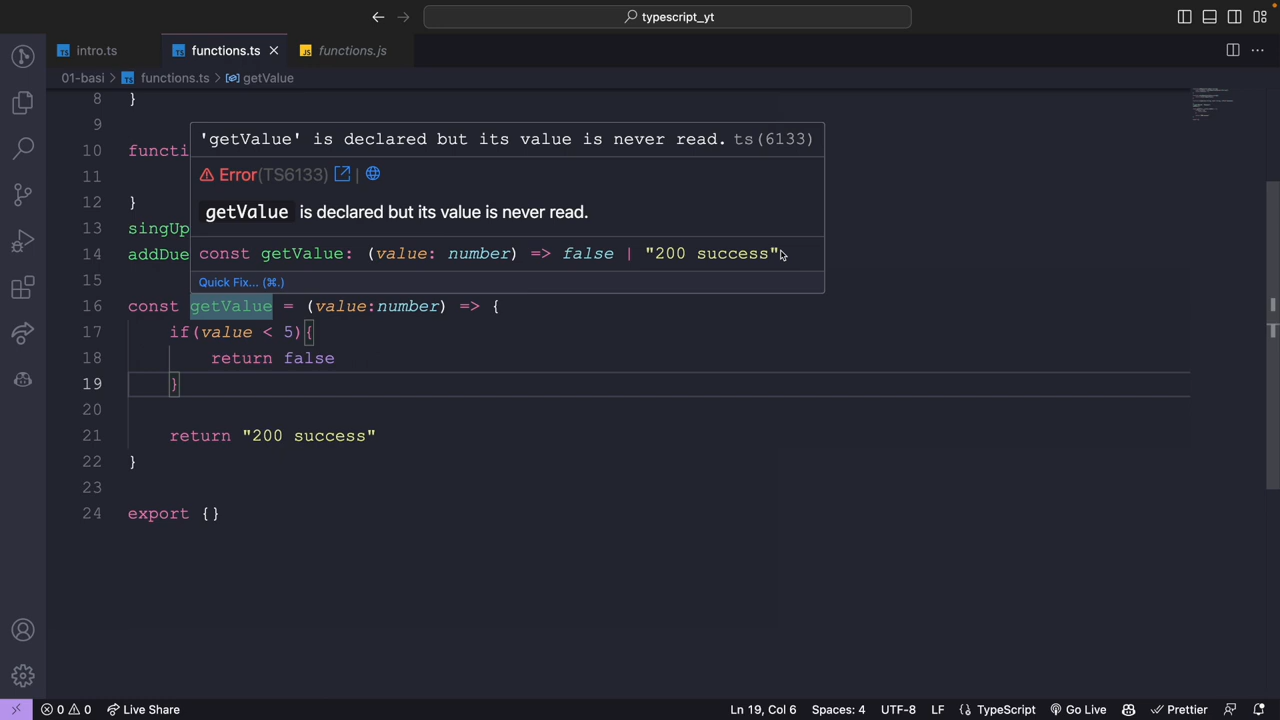 typescript_yt
intro.ts
functions.ts
functions.js
01-basi > functions.ts > getValue
8 }
9
'getValue' is declared but its value is never read. ts(6133)
10 functi
Error(TS6133) |
11
getValue is declared but its value is never read.
12 }
13 singUp
const getValue: (value: number) => false | "200 success"
14 addDue
15
Quick Fix... (⌘.)
16 const getValue = (value:number) => {
17 if(value < 5){
18 return false
19 }
20
21 return "200 success"
22 }
23
24 export {}
0 0 Live Share Ln 19, Col 6 Spaces: 4 UTF-8 LF {} TypeScript Go Live Prettier